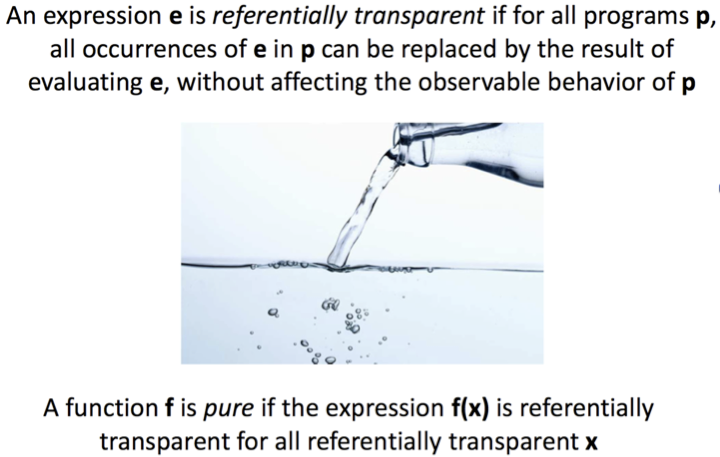 An expression e is referentially transparent if for all programs p,
all occurrences of e in p can be replaced by the result of
evaluating e, without affecting the observable behavior of p
A function f is pure if the expression f(x) is referentially
transparent for all referentially transparent x